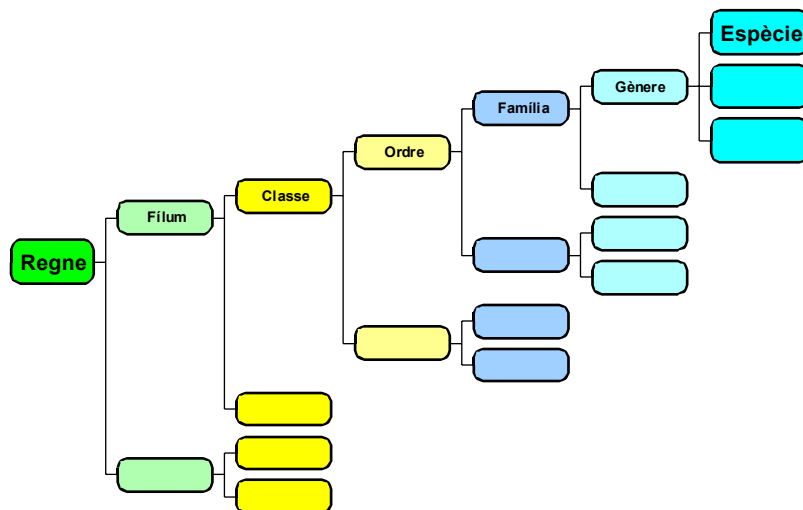 Espècie
Gènere
Família
Ordre
Classe
Fílum
Regne